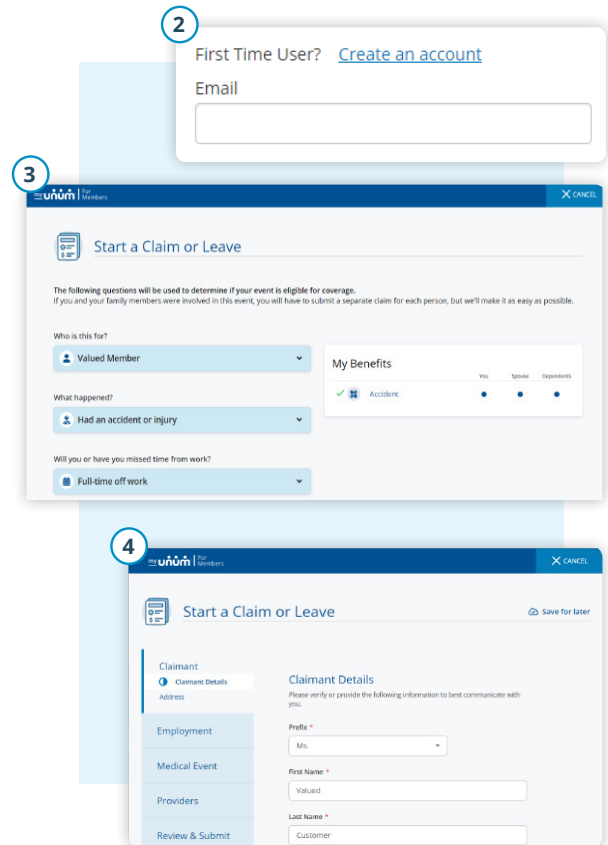 2
First Time User? Create an account
Email
3
my unum | For Members
CANCEL
Start a Claim or Leave
The following questions will be used to determine if your event is eligible for coverage.
If you and your family members were involved in this event, you will have to submit a separate claim for each person, but we'll make it as easy as possible.
Who is this for?
Valued Member
My Benefits
You Spouse Dependents
What happened?
Accident
Had an accident or injury
Will you or have you missed time from work?
Full-time off work
4
my unum | For Members
CANCEL
Start a Claim or Leave
Save for later
Claimant
Claimant Details
Address
Employment
Medical Event
Providers
Review & Submit
Claimant Details
Please verify or provide the following information to best communicate with
you.
Prefix *
Ms.
First Name *
Valued
Last Name *
Customer